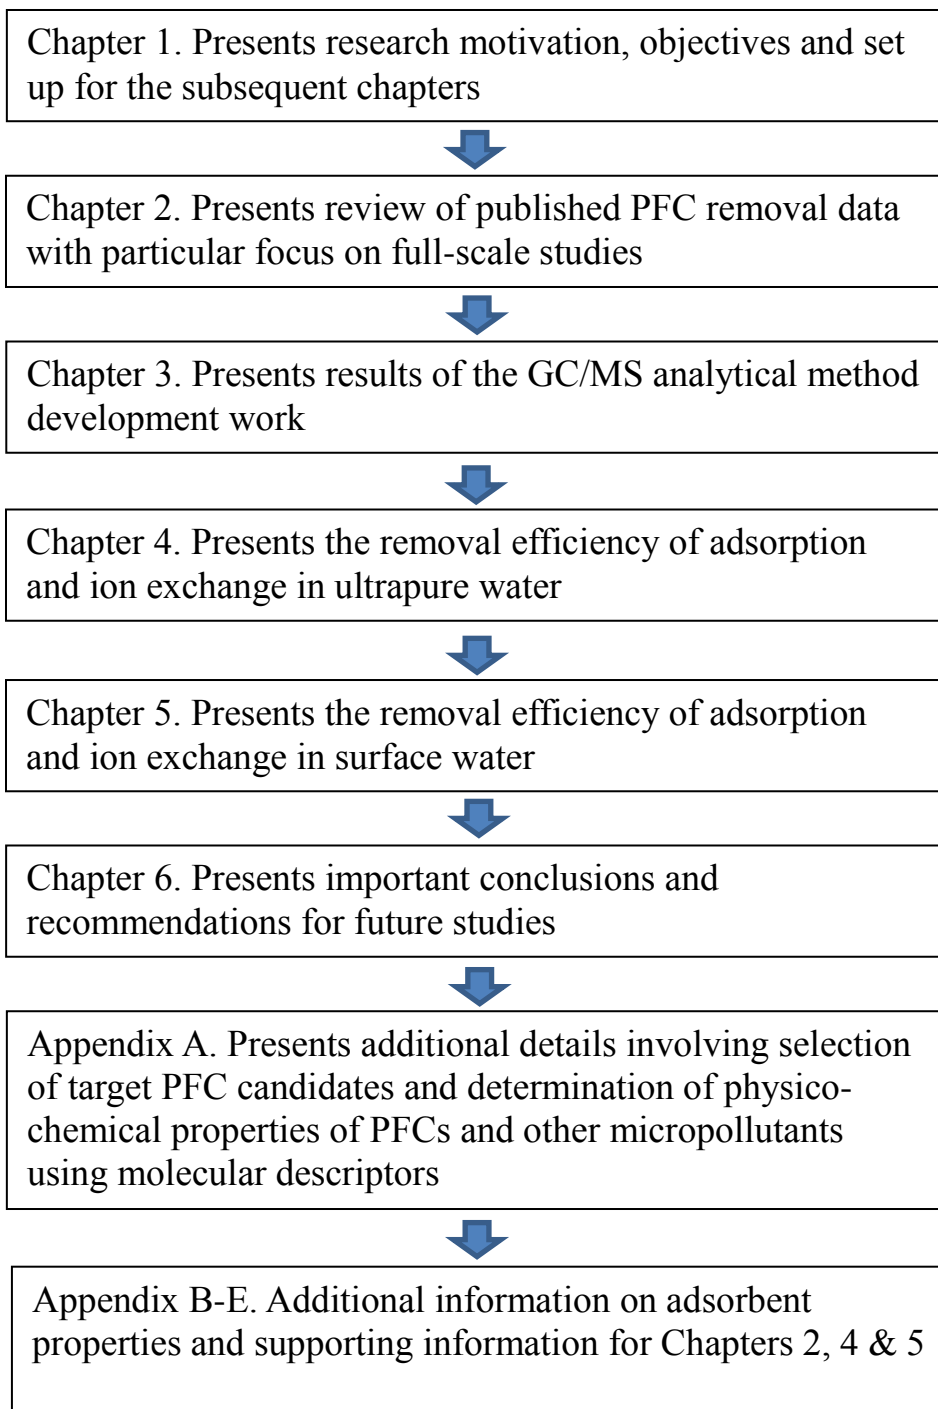 Chapter 1. Presents research motivation, objectives and set
up for the subsequent chapters
Chapter 2. Presents review of published PFC removal data
with particular focus on full-scale studies
Chapter 3. Presents results of the GC/MS analytical method
development work
Chapter 4. Presents the removal efficiency of adsorption
and ion exchange in ultrapure water
Chapter 5. Presents the removal efficiency of adsorption
and ion exchange in surface water
Chapter 6. Presents important conclusions and
recommendations for future studies
Appendix A. Presents additional details involving selection
of target PFC candidates and determination of physico-
chemical properties of PFCs and other micropollutants
using molecular descriptors
Appendix B-E. Additional information on adsorbent
properties and supporting information for Chapters 2, 4 & 5